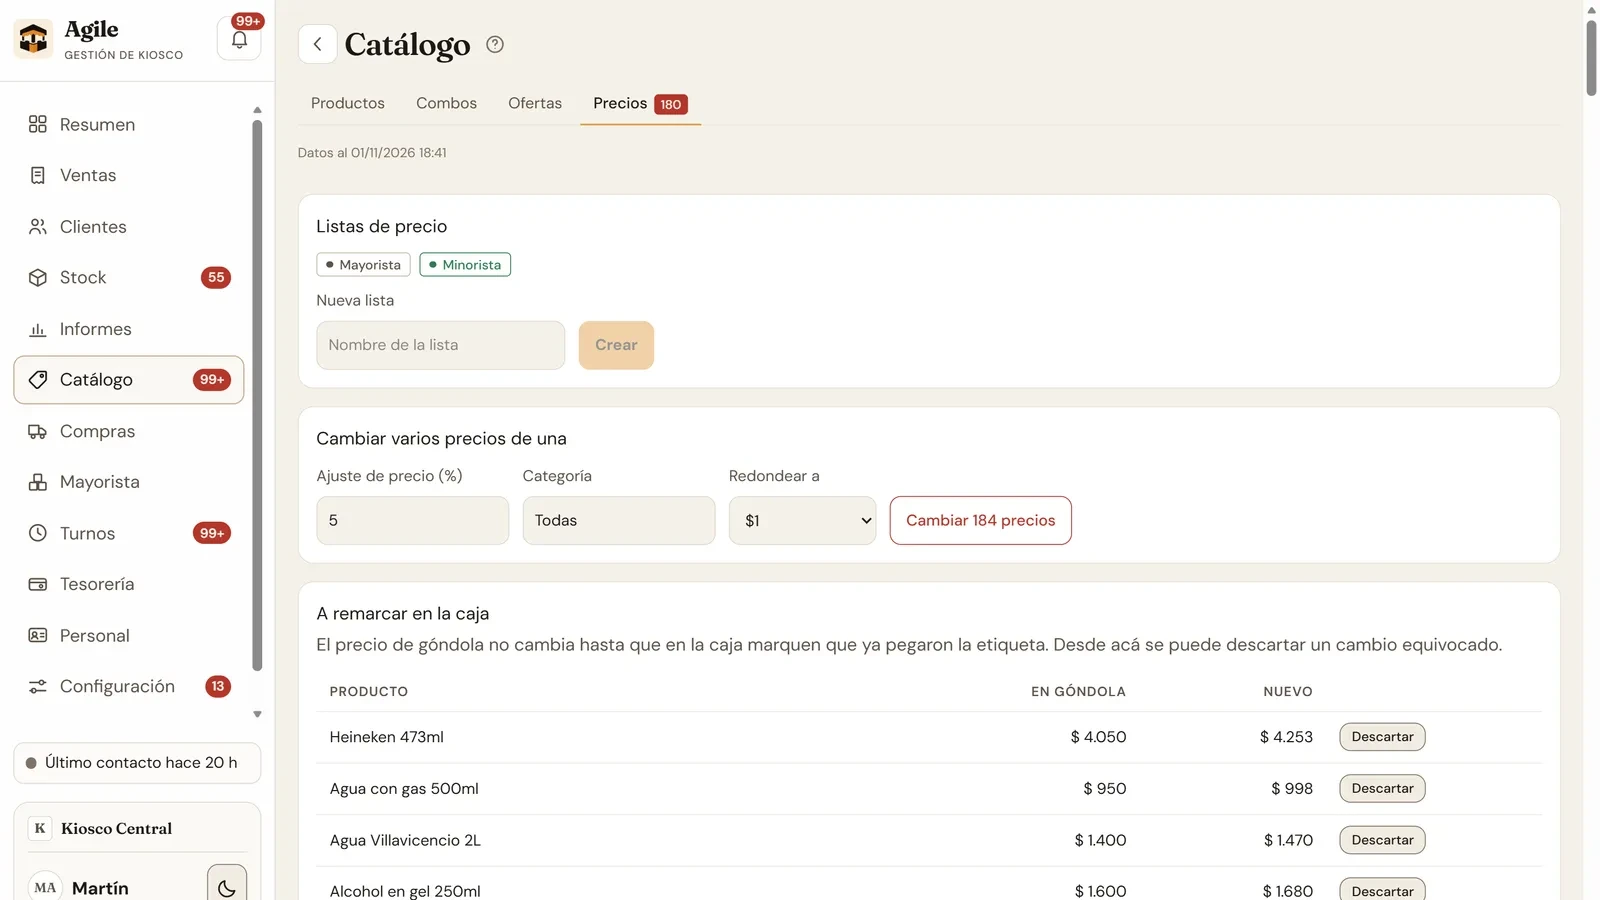 Agile
GESTIÓN DE KIOSCO
99+
Resumen
Ventas
Clientes
Stock 55
Informes
Catálogo 99+
Compras
Mayorista
Turnos 99+
Tesorería
Personal
Configuración 13
Último contacto hace 20 h
K Kiosco Central
MA Martín
Catálogo ?
Productos Combos Ofertas Precios 180
Datos al 01/11/2026 18:41
Listas de precio
Mayorista Minorista
Nueva lista
Nombre de la lista Crear
Cambiar varios precios de una
Ajuste de precio (%) Categoría Redondear a
5 Todas $1 Cambiar 184 precios
A remarcar en la caja
El precio de góndola no cambia hasta que en la caja marquen que ya pegaron la etiqueta. Desde acá se puede descartar un cambio equivocado.
PRODUCTO EN GÓNDOLA NUEVO
Heineken 473ml $ 4.050 $ 4.253 Descartar
Agua con gas 500ml $ 950 $ 998 Descartar
Agua Villavicencio 2L $ 1.400 $ 1.470 Descartar
Alcohol en gel 250ml $ 1.600 $ 1.680 Descartar